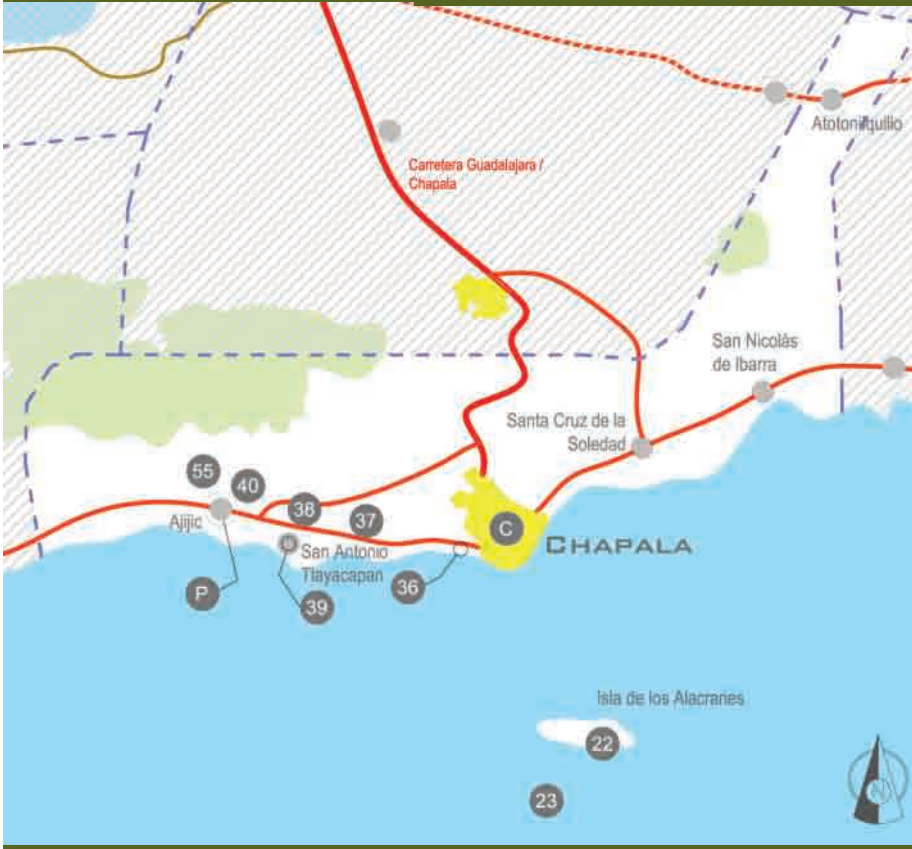 Atotonilquillo
Carretera Guadalajara /
Chapala
San Nicolás
de Ibarra
Santa Cruz de la
Soledad
55
40
38
37
C
Ajijic
San Antonio
Tlayacapan
CHAPALA
P
39
36
Isla de los Alacranes
22
23
N